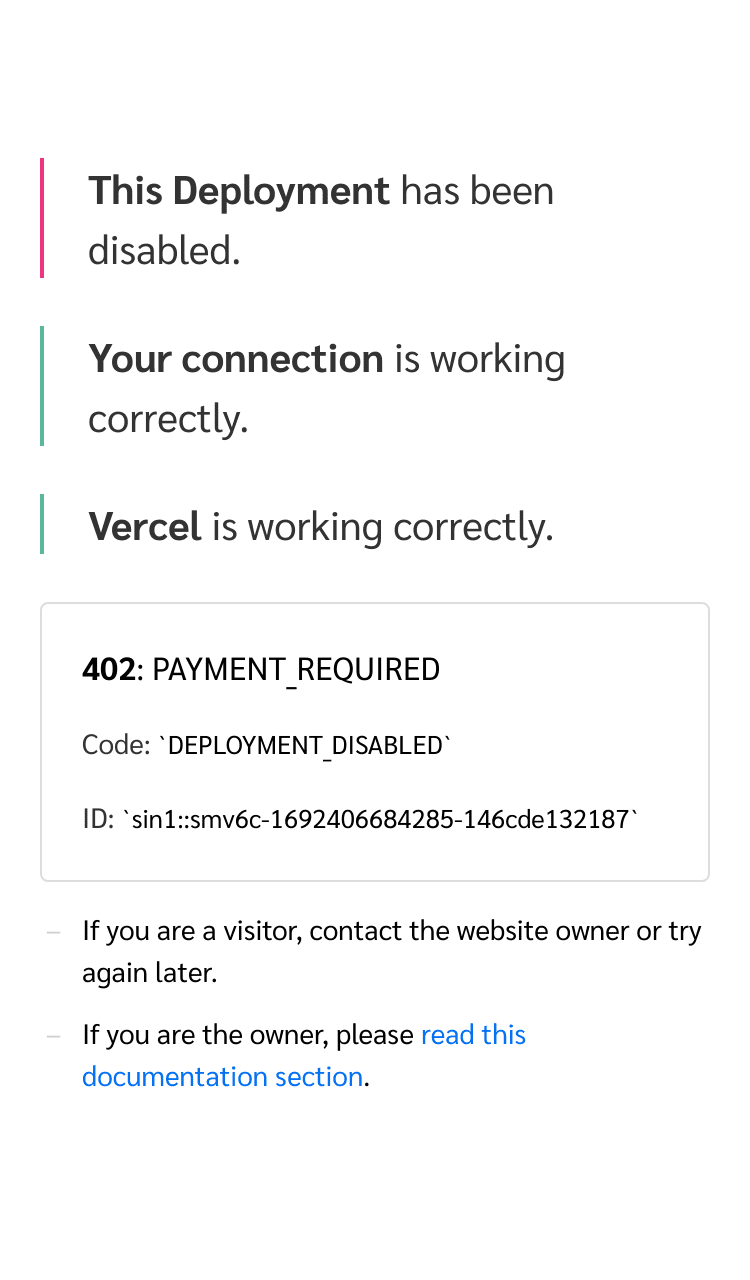 This Deployment has been
disabled.
Your connection is working
correctly.
Vercel is working correctly.
402: PAYMENT_REQUIRED
Code: `DEPLOYMENT_DISABLED`
ID: `sin1::smv6c-1692406684285-146cde132187`
– If you are a visitor, contact the website owner or try
again later.
– If you are the owner, please read this
documentation section.